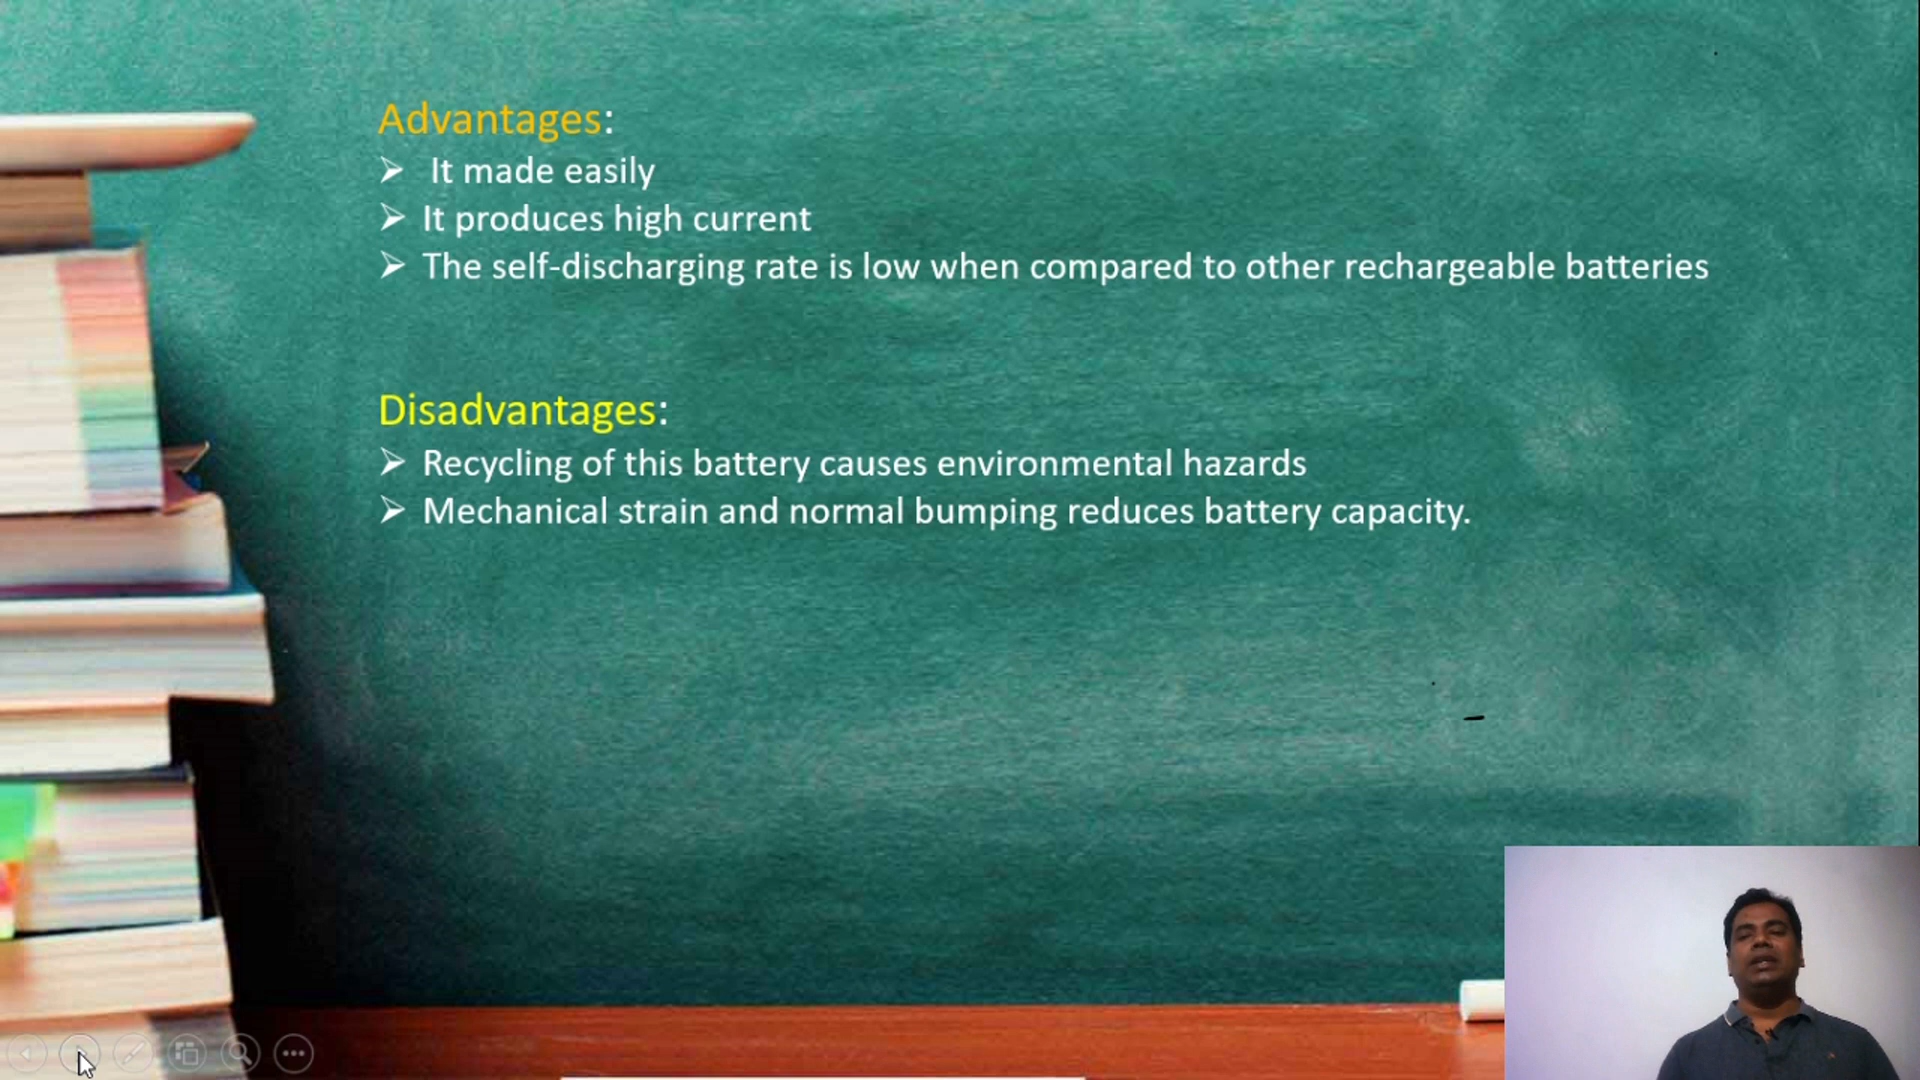 Advantages:
➢ It made easily
➢ It produces high current
➢ The self-discharging rate is low when compared to other rechargeable batteries
Disadvantages:
➢ Recycling of this battery causes environmental hazards
➢ Mechanical strain and normal bumping reduces battery capacity.